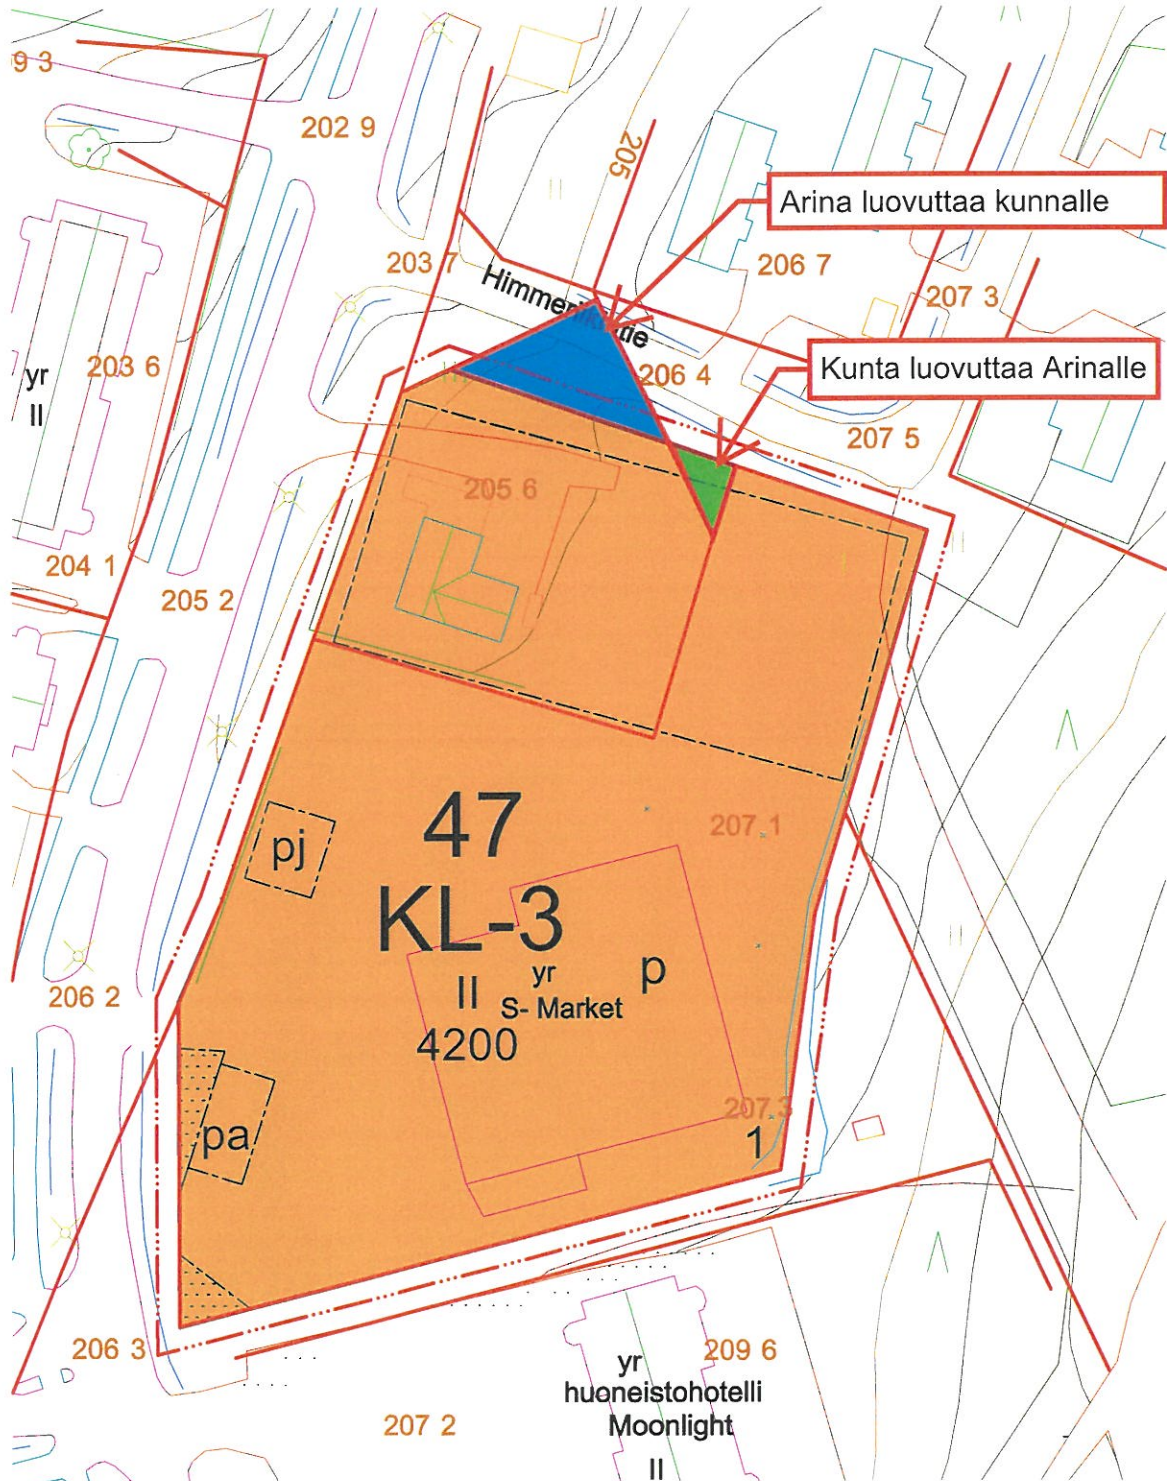 9 3
202 9
205
Arina luovuttaa kunnalle
203 7
206 7
207 3
203 6
206 4
Kunta luovuttaa Arinalle
yr
II
207 5
205 6
204 1
205 2
47
207 1
pj
KL-3
yr
p
II
S- Market
206 2
4200
207 3
pa
1
206 3
209 6
yr
huoneistohotelli
Moonlight
207 2
II